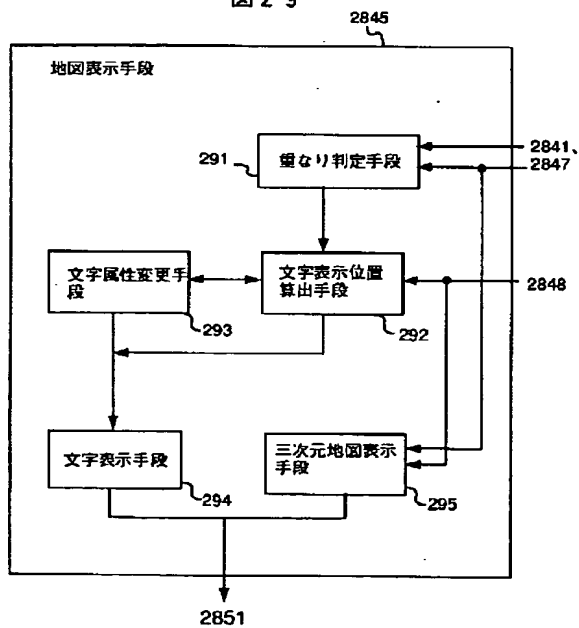 図29
2845
地図表示手段
291
重なり判定手段
2841、
2847
文字属性変更手
段
293
文字表示位置
算出手段
292
2848
文字表示手段
294
三次元地図表示
手段
295
2851